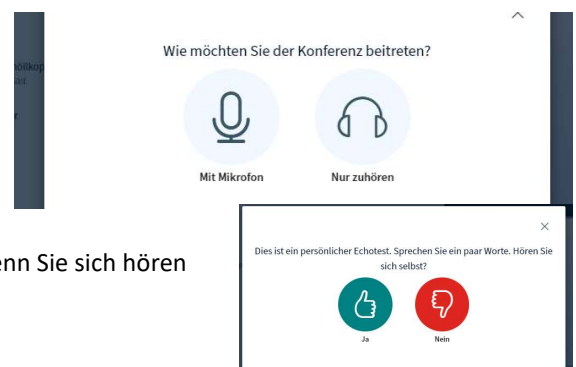 Wie möchten Sie der Konferenz beitreten?
Mit Mikrofon
Nur zuhören
Sie sich hören
Dies ist ein persönlicher Echotest. Sprechen Sie ein paar Worte. Hören Sie
sich selbst?
Ja
Nein